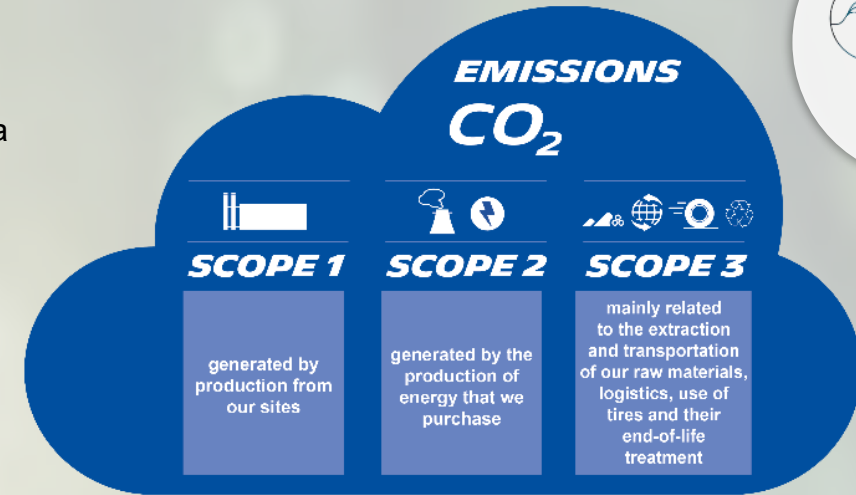 a
EMISSIONS
CO₂
SCOPE 1
SCOPE 2
SCOPE 3
generated by
production from
our sites
generated by the
production of
energy that we
purchase
mainly related
to the extraction
and transportation
of our raw materials,
logistics, use of
tires and their
end-of-life
treatment